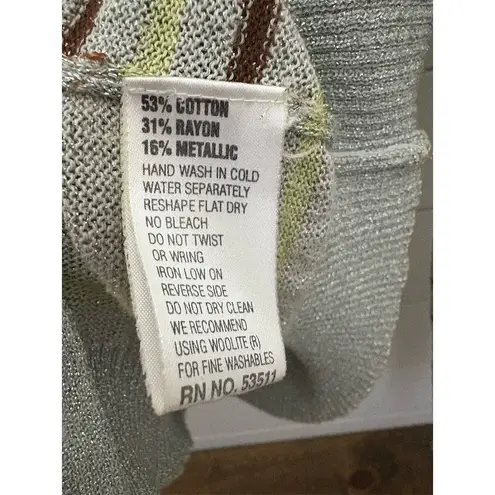 53% COTTON
31% RAYON
16% METALLIC
HAND WASH IN COLD
WATER SEPARATELY
RESHAPE FLAT DRY
NO BLEACH
DO NOT TWIST
OR WRING
IRON LOW ON
REVERSE SIDE
DO NOT DRY CLEAN
WE RECOMMEND
USING WOOLITE (R)
FOR FINE WASHABLES
RN NO. 53511